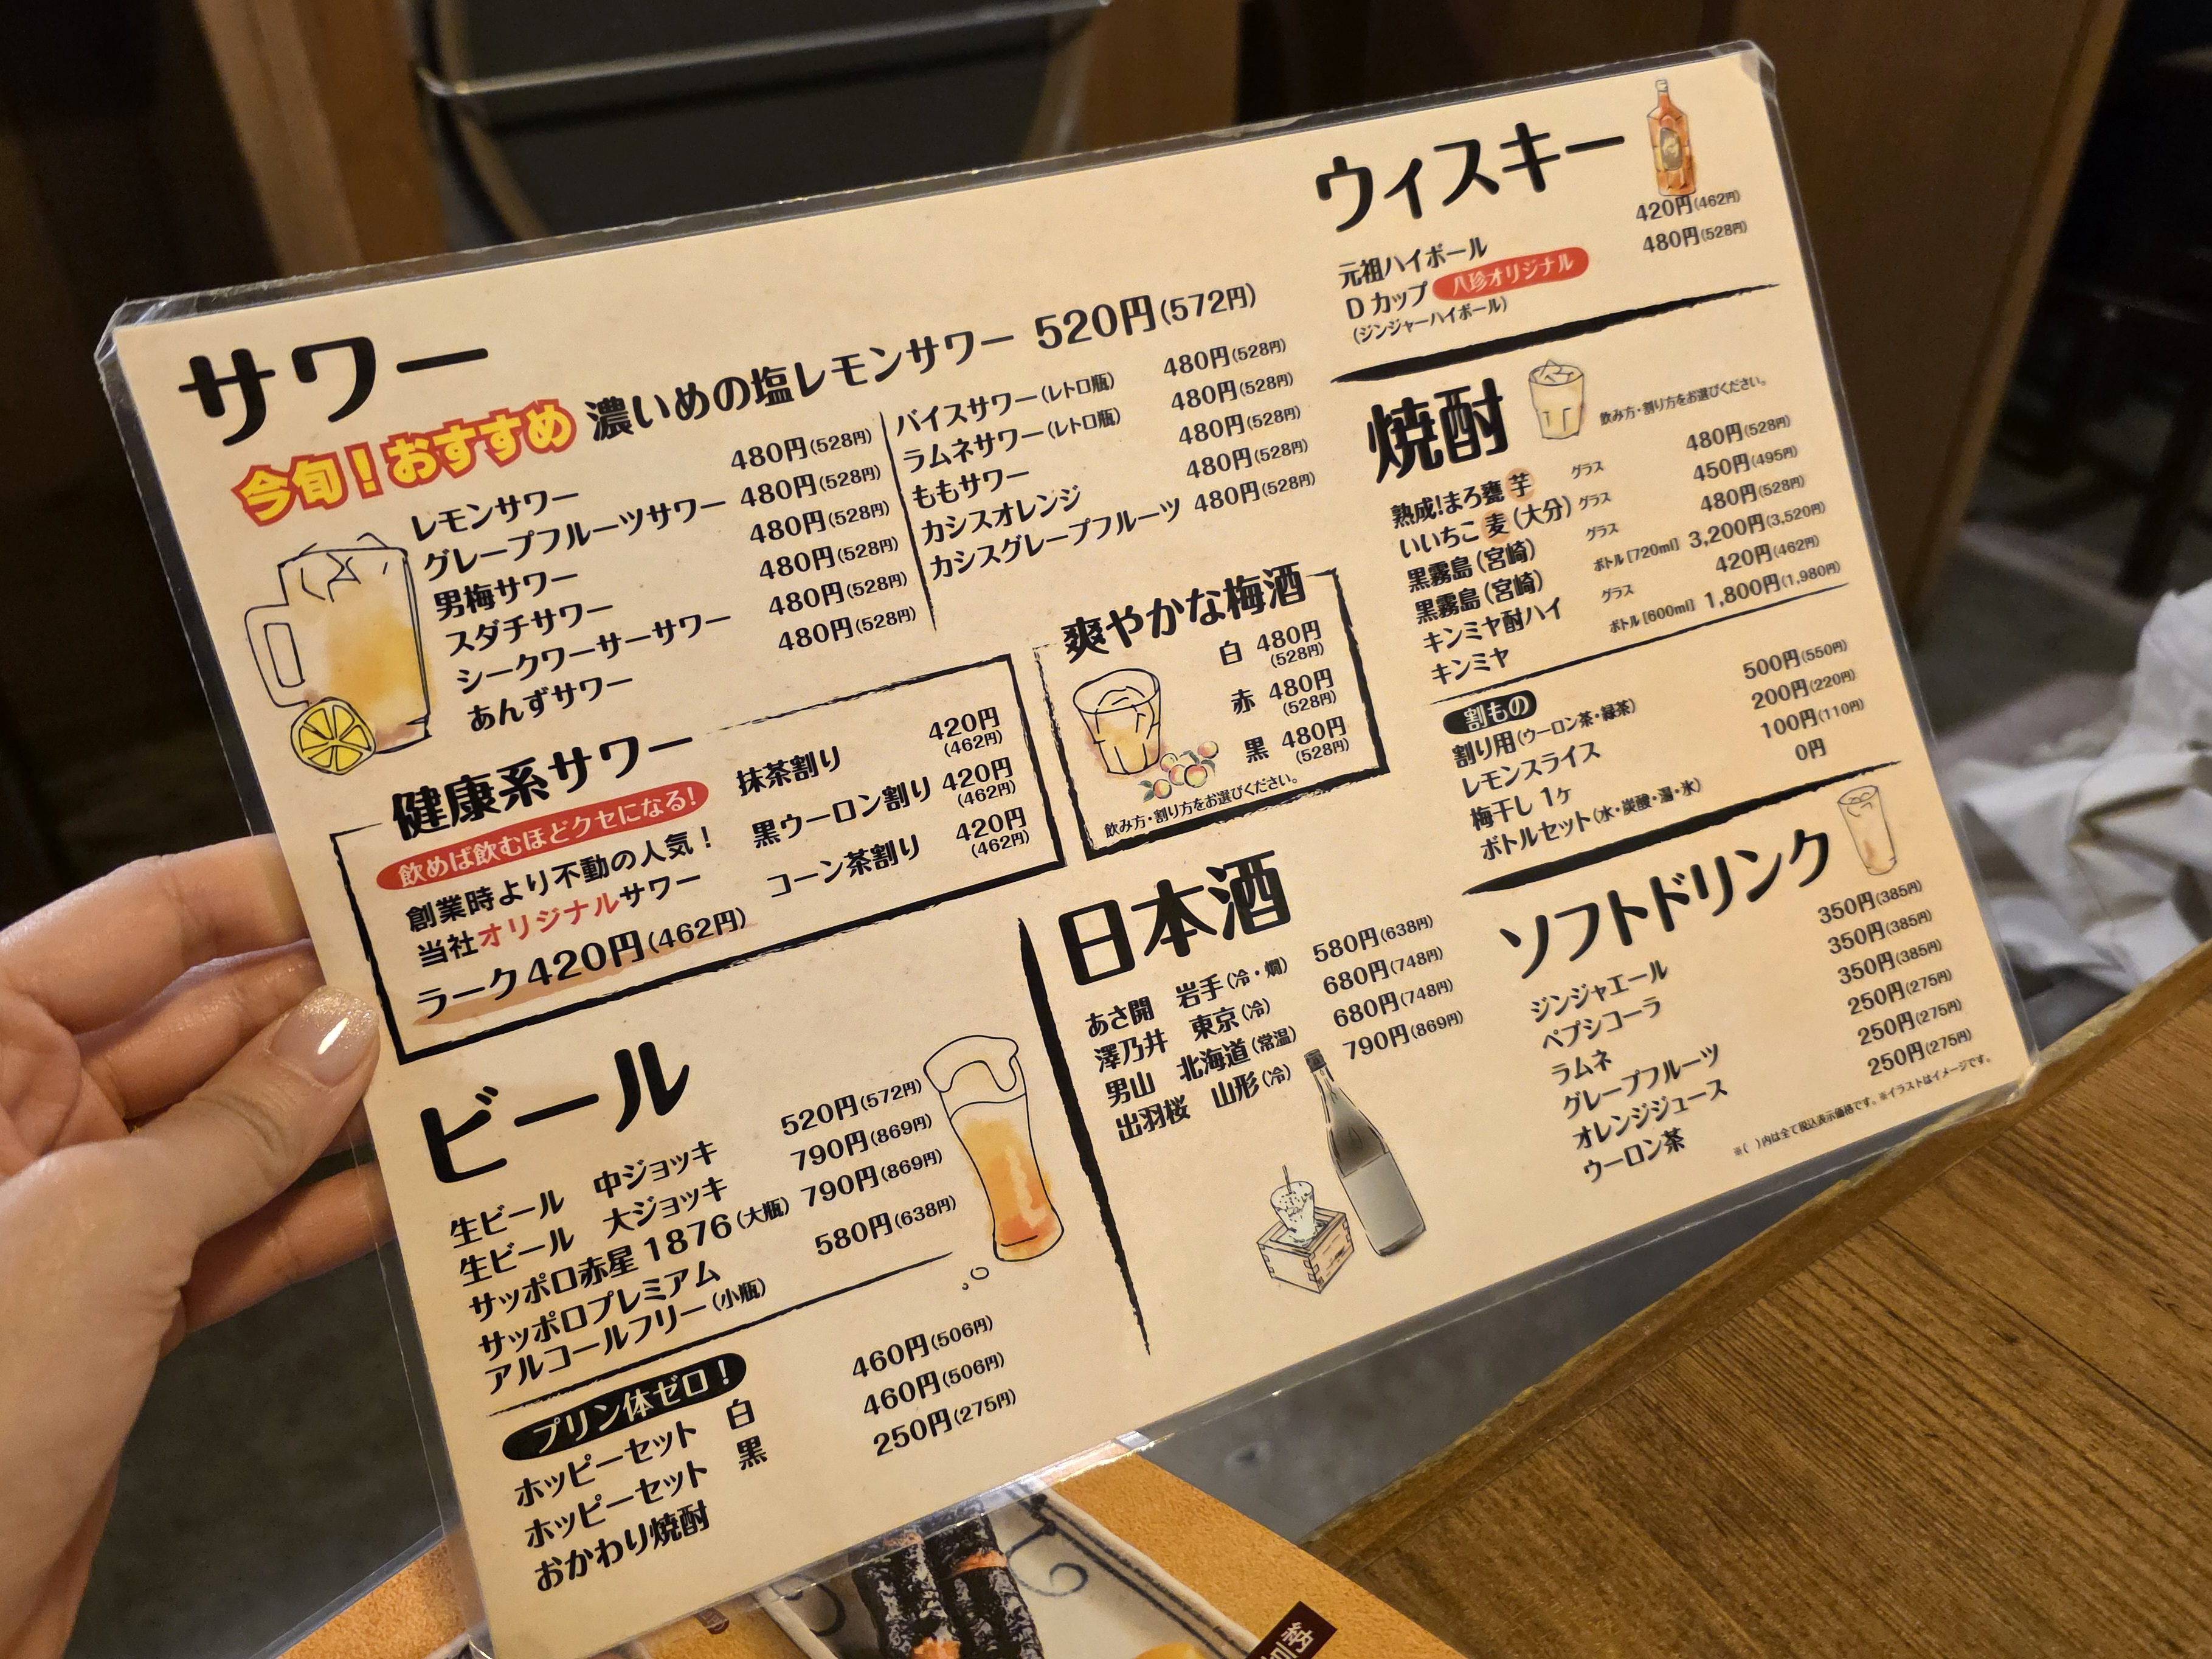 サワー
今旬！おすすめ 濃いめの塩レモンサワー 520円(572円)
レモンサワー 480円(528円)
グレープフルーツサワー 480円(528円)
男梅サワー 480円(528円)
スダチサワー 480円(528円)
シークワーサーサワー 480円(528円)
あんずサワー 480円(528円)
バイスサワー(レトロ瓶) 480円(528円)
ラムネサワー(レトロ瓶) 480円(528円)
ももサワー 480円(528円)
カシスオレンジ 480円(528円)
カシスグレープフルーツ 480円(528円)
健康系サワー
飲めば飲むほどクセになる！
創業時より不動の人気！
当社オリジナルサワー
ラーク420円(462円)
抹茶割り 420円(462円)
黒ウーロン割り 420円(462円)
コーン茶割り 420円(462円)
爽やかな梅酒
白 480円(528円)
赤 480円(528円)
黒 480円(528円)
飲み方・割り方をお選びください。
ビール
生ビール 中ジョッキ 520円(572円)
生ビール 大ジョッキ 790円(869円)
サッポロ赤星 1876(大瓶) 790円(869円)
サッポロプレミアム
アルコールフリー(小瓶) 580円(638円)
プリン体ゼロ！
ホッピーセット 白 460円(506円)
ホッピーセット 黒 460円(506円)
おかわり焼酎 250円(275円)
日本酒
あさ開 岩手(冷・燗) 580円(638円)
澤乃井 東京(冷) 680円(748円)
男山 北海道(常温) 680円(748円)
出羽桜 山形(冷) 790円(869円)
ウィスキー
元祖ハイボール 420円(462円)
Dカップ 八珍オリジナル 480円(528円)
(ジンジャーハイボール)
焼酎
飲み方・割り方をお選びください。
熟成!まろ甕 芋 グラス 480円(528円)
いいちこ 麦 (大分) グラス 450円(495円)
黒霧島(宮崎) グラス 480円(528円)
黒霧島(宮崎) ボトル[720ml] 3,200円(3,520円)
キンミヤ酎ハイ グラス 420円(462円)
キンミヤ ボトル[600ml] 1,800円(1,980円)
割もの
割り用(ウーロン茶・緑茶) 500円(550円)
レモンスライス 200円(220円)
梅干し 1ケ 100円(110円)
ボトルセット(水・炭酸・湯・氷) 0円
ソフトドリンク
ジンジャエール 350円(385円)
ペプシコーラ 350円(385円)
ラムネ 350円(385円)
グレープフルーツ 250円(275円)
オレンジジュース 250円(275円)
ウーロン茶 250円(275円)
※( )内は全て税込表示価格です。※イラストはイメージです。